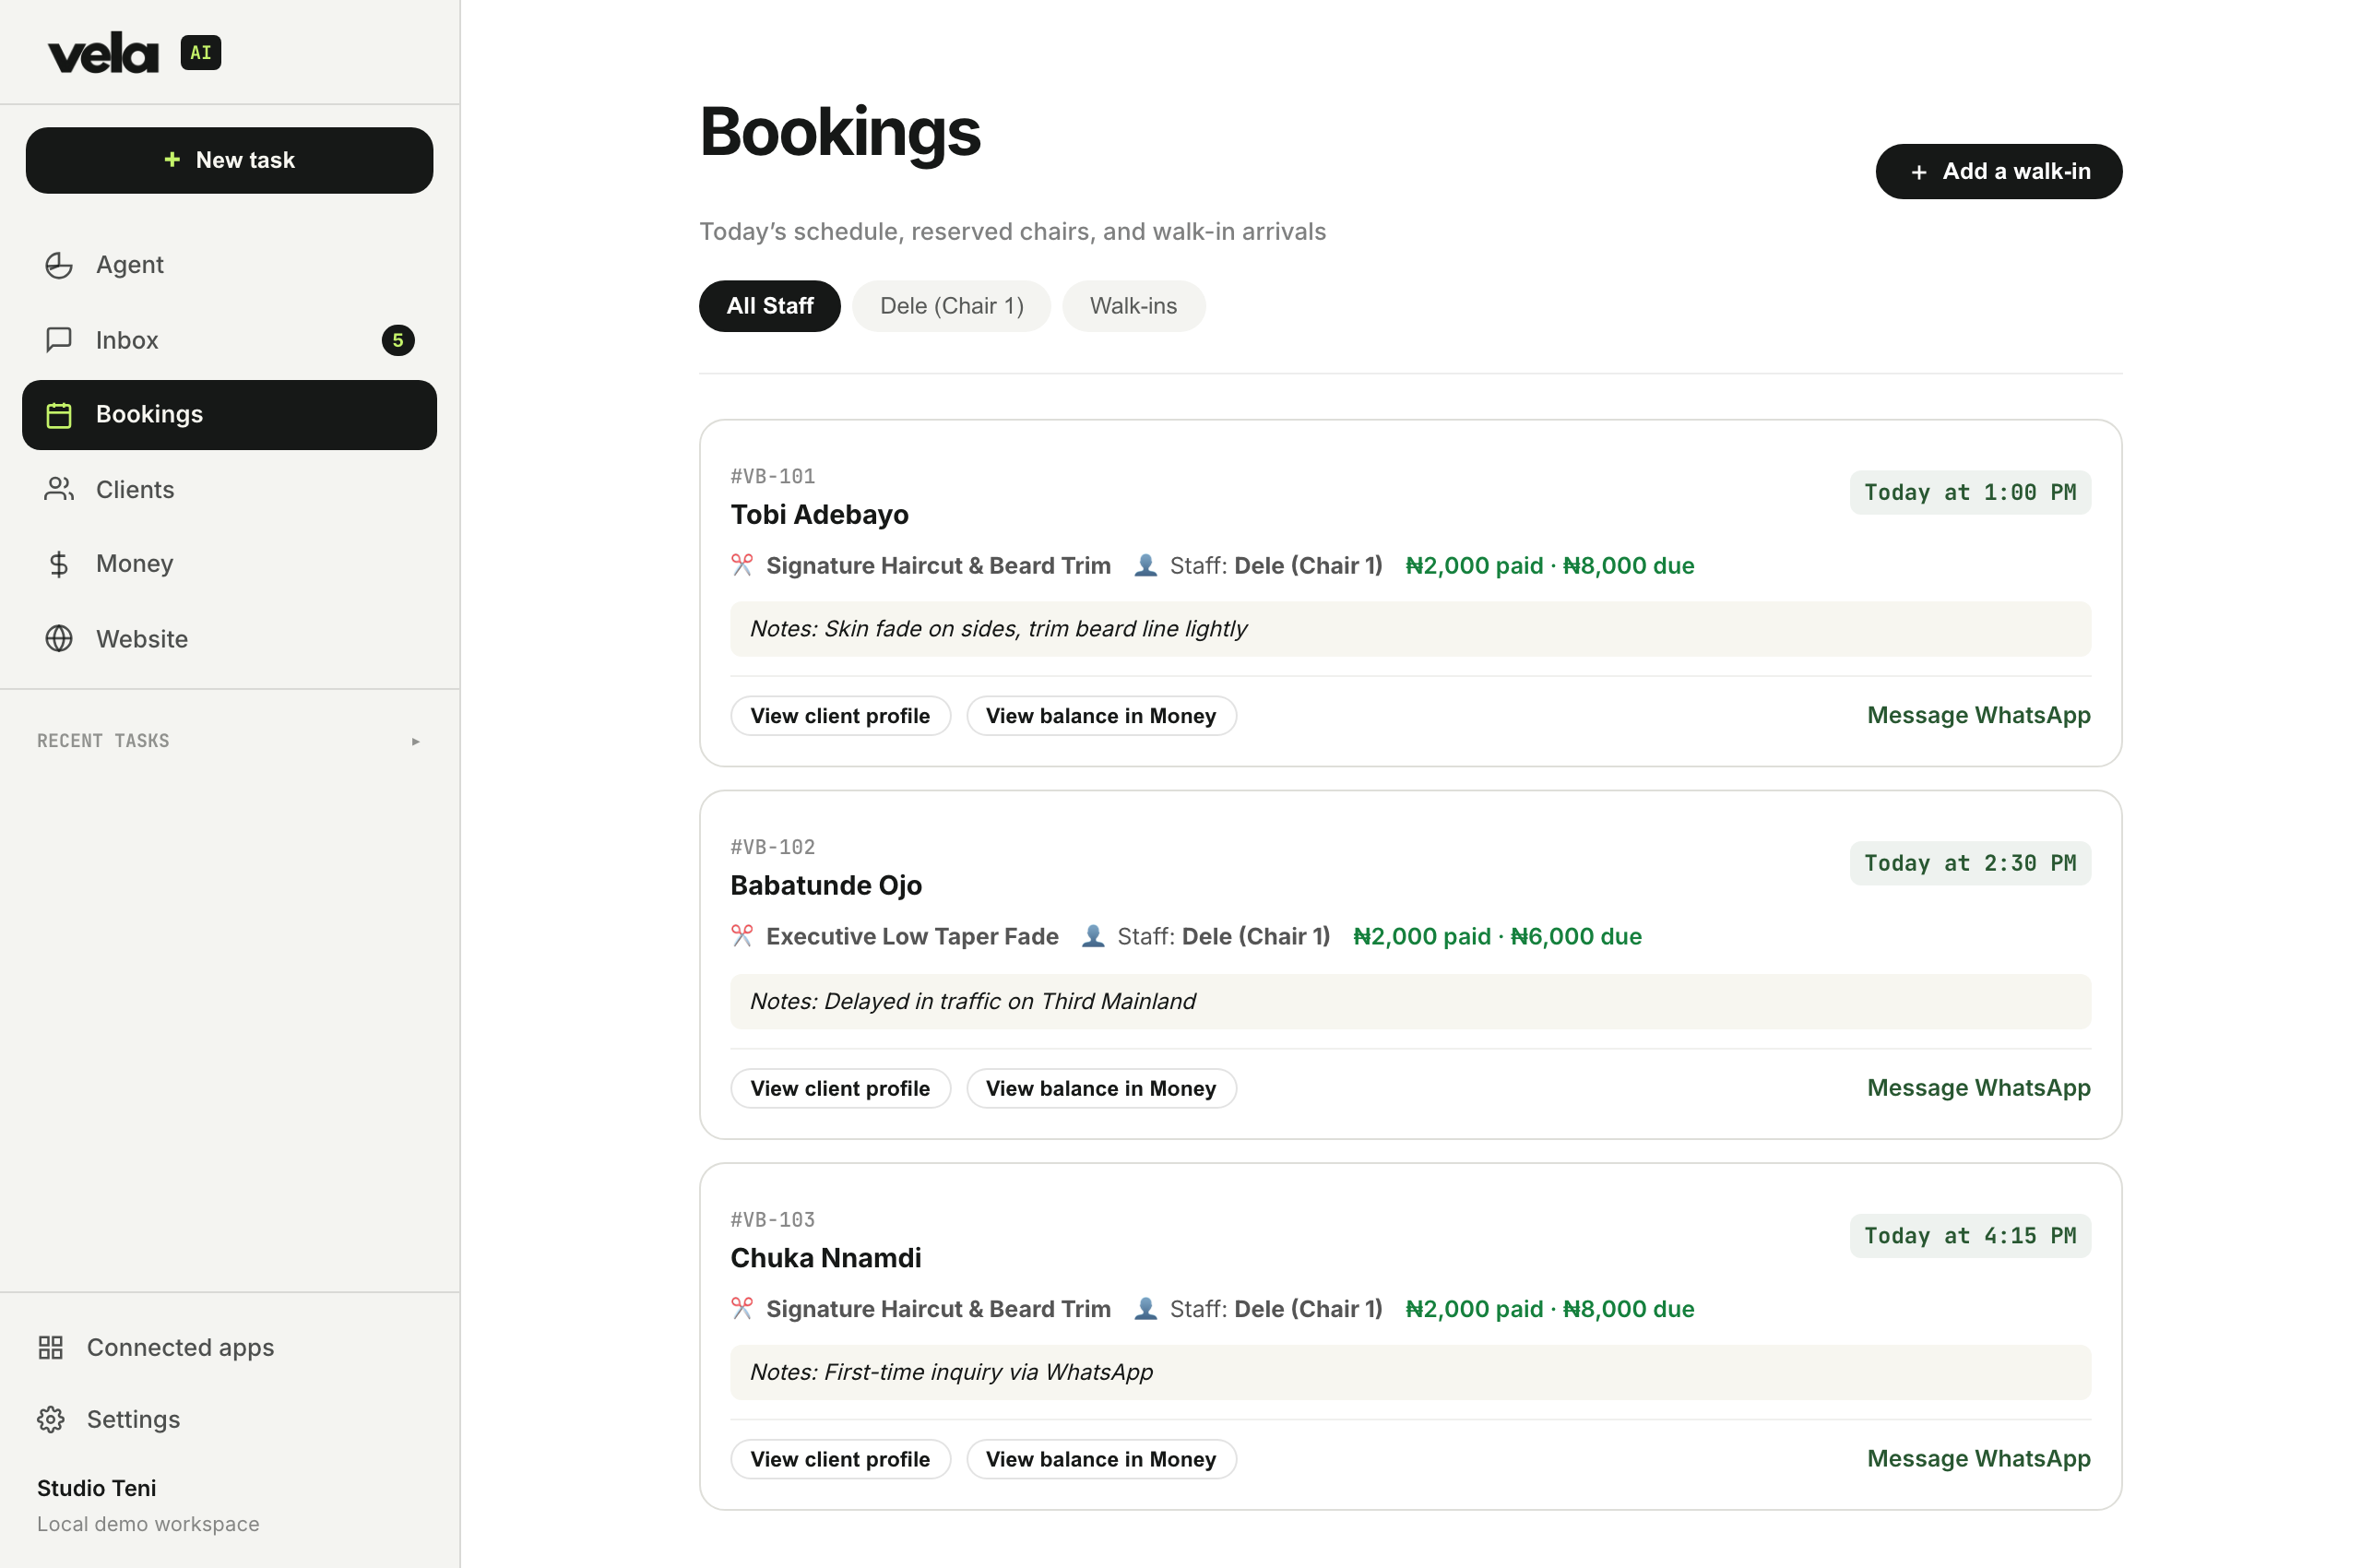 vela AI
+ New task
Agent
Inbox 5
Bookings
Clients
Money
Website
RECENT TASKS
Connected apps
Settings
Studio Teni
Local demo workspace
Bookings
+ Add a walk-in
Today’s schedule, reserved chairs, and walk-in arrivals
All Staff Dele (Chair 1) Walk-ins
#VB-101
Today at 1:00 PM
Tobi Adebayo
Signature Haircut & Beard Trim Staff: Dele (Chair 1) ₦2,000 paid · ₦8,000 due
Notes: Skin fade on sides, trim beard line lightly
View client profile View balance in Money Message WhatsApp
#VB-102
Today at 2:30 PM
Babatunde Ojo
Executive Low Taper Fade Staff: Dele (Chair 1) ₦2,000 paid · ₦6,000 due
Notes: Delayed in traffic on Third Mainland
View client profile View balance in Money Message WhatsApp
#VB-103
Today at 4:15 PM
Chuka Nnamdi
Signature Haircut & Beard Trim Staff: Dele (Chair 1) ₦2,000 paid · ₦8,000 due
Notes: First-time inquiry via WhatsApp
View client profile View balance in Money Message WhatsApp